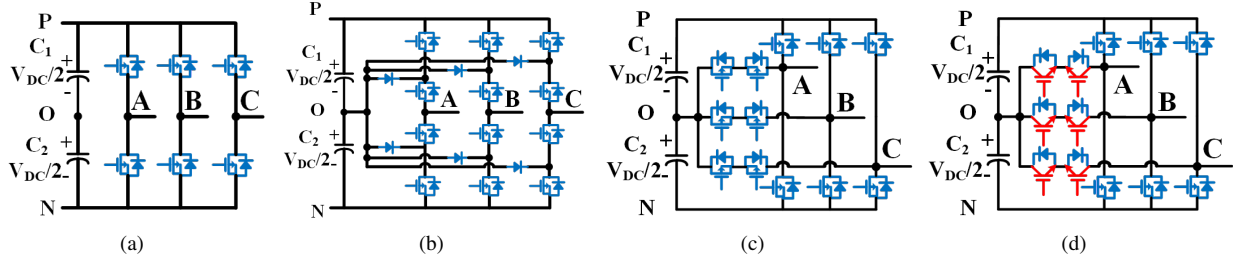 P
C1
+
VDC/2
-
O
A
B
C
C2
+
VDC/2-
N
(a)
P
C1
+
VDC/2
-
O
A
B
C
C2
+
VDC/2-
N
(b)
P
C1
+
VDC/2
-
A
O
B
C2
+
C
VDC/2-
N
(c)
P
C1
+
VDC/2
-
A
O
B
C2
+
C
VDC/2-
N
(d)